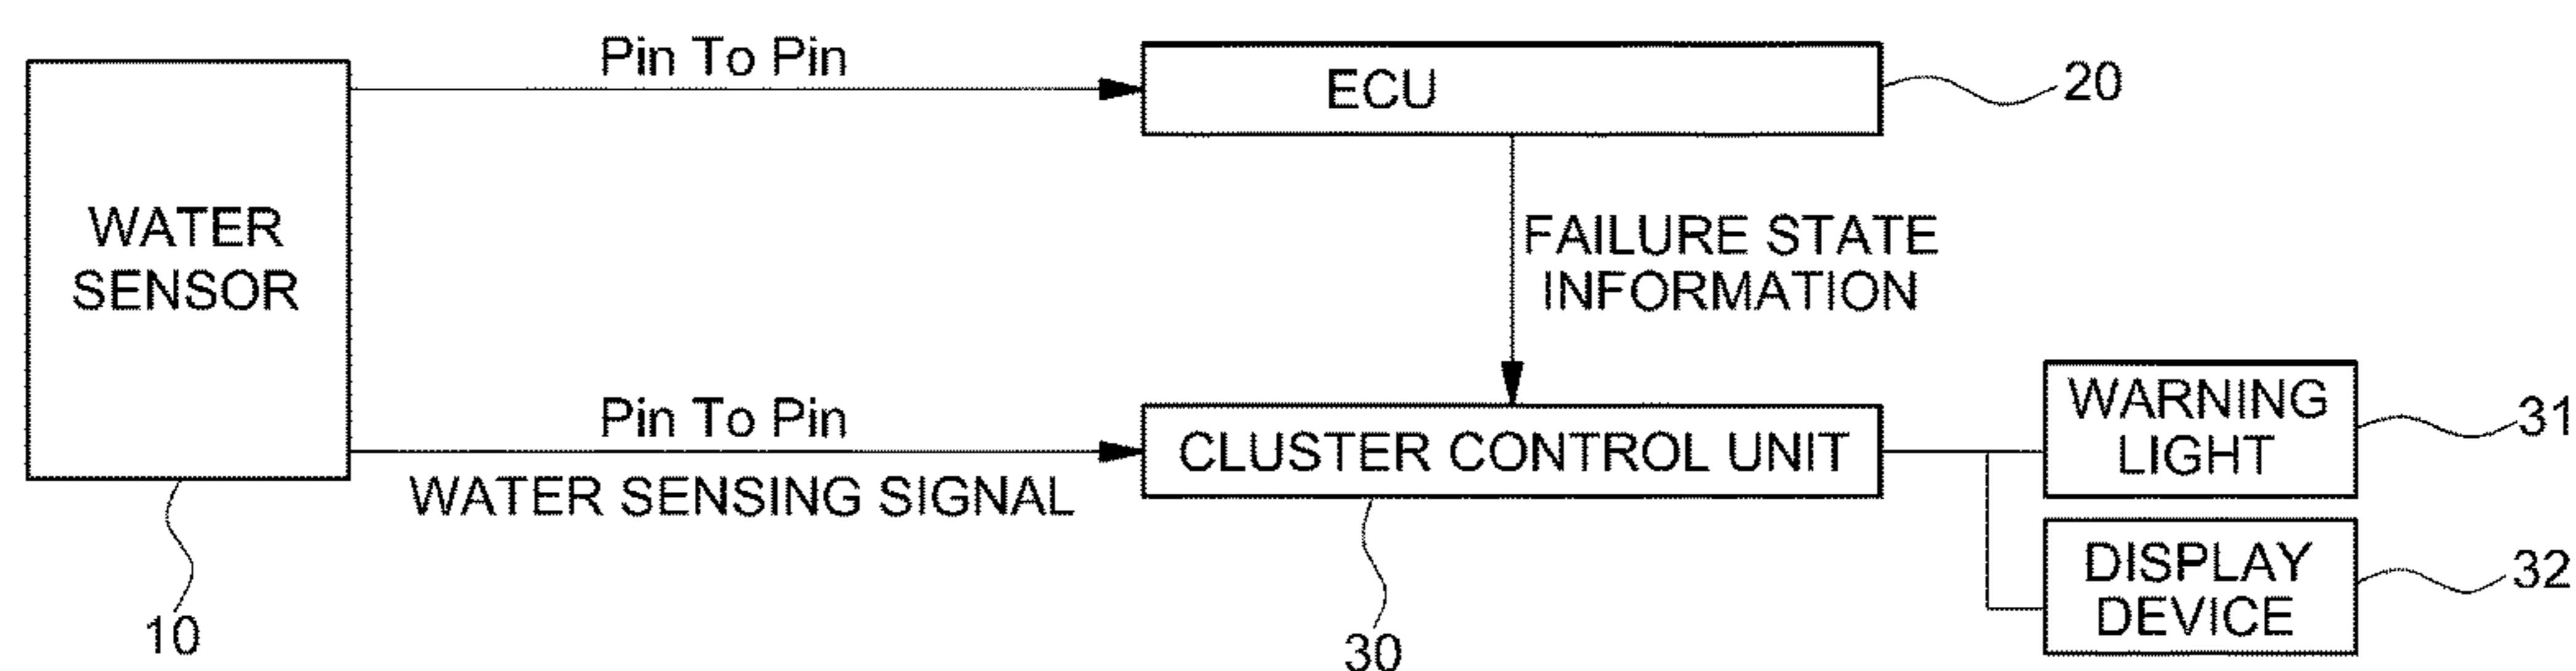 Pin To Pin
ECU
20
WATER
SENSOR
FAILURE STATE
INFORMATION
Pin To Pin
WATER SENSING SIGNAL
CLUSTER CONTROL UNIT
WARNING
LIGHT
31
DISPLAY
DEVICE
32
10
30